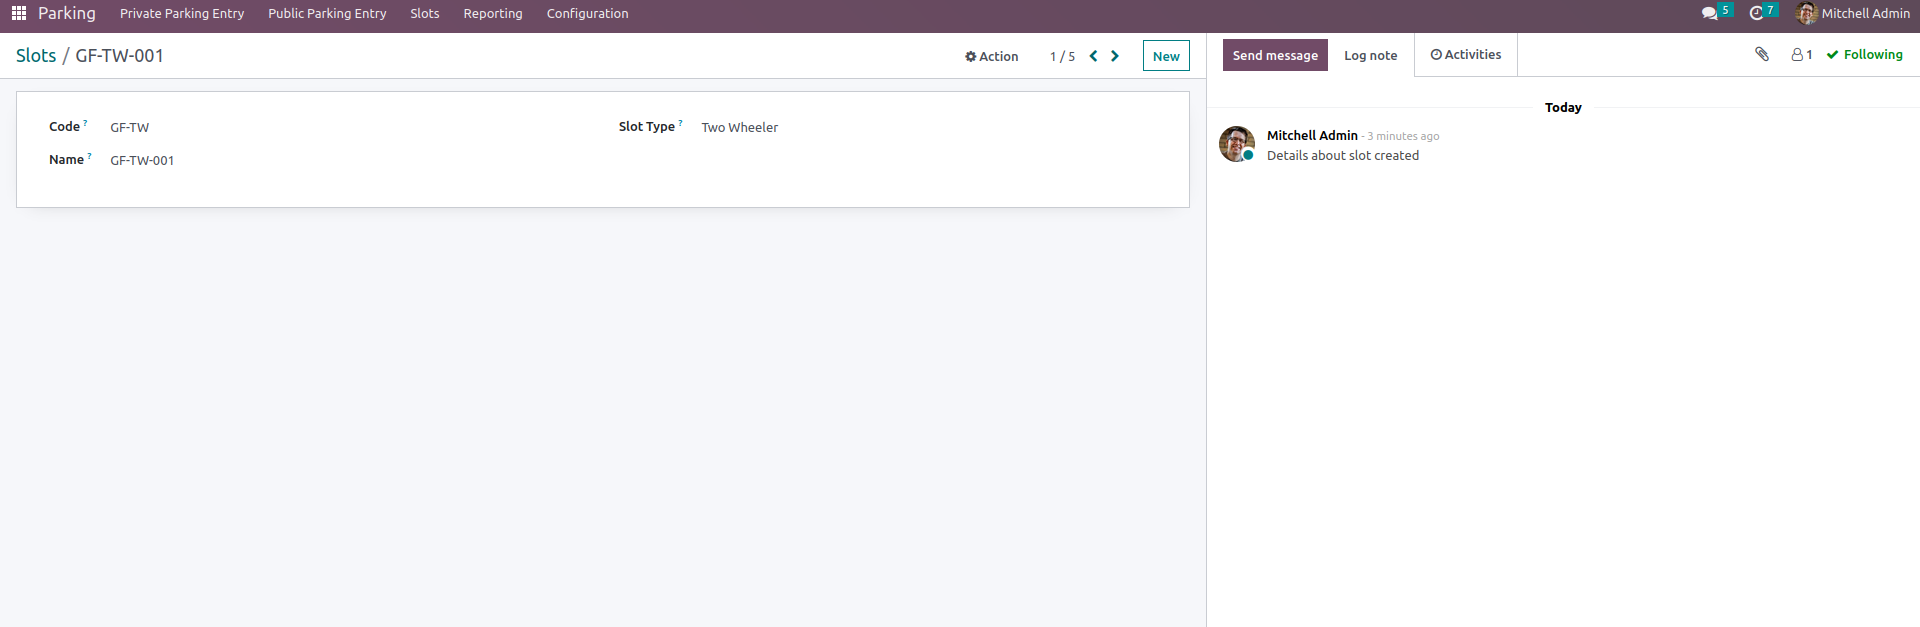 Parking Private Parking Entry Public Parking Entry Slots Reporting Configuration 5 7 Mitchell Admin
Slots / GF-TW-001 Action 1 / 5 New
Send message Log note Activities 1 Following
Code ? GF-TW Slot Type ? Two Wheeler
Name ? GF-TW-001
Today
Mitchell Admin - 3 minutes ago
Details about slot created